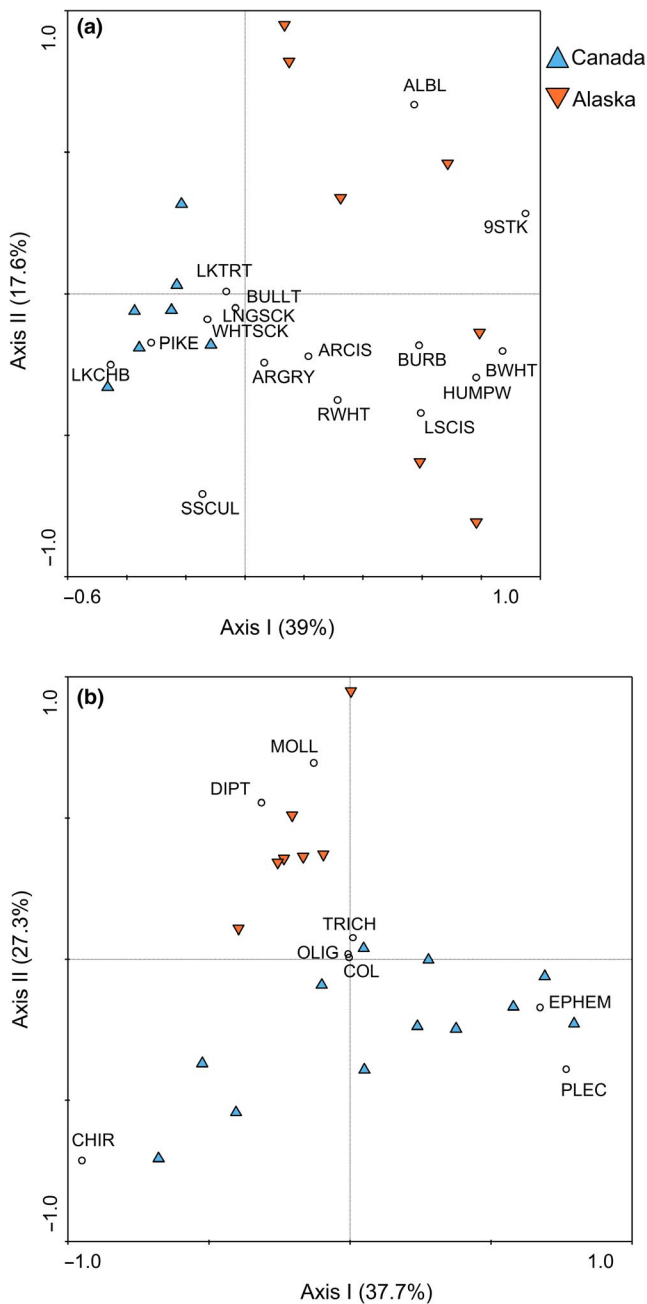 (a)
1.0
Canada
Alaska
ALBL
9STK
LKTRT
BULLT
LNGSCK
WHTSCK
PIKE
ARCIS
BURB
BWHT
LKCHB
ARGRY
HUMPW
RWHT
LSCIS
SSCUL
Axis II (17.6%)
−1.0
−0.6
1.0
Axis I (39%)
(b)
1.0
MOLL
DIPT
TRICH
OLIG
COL
EPHEM
PLEC
CHIR
Axis II (27.3%)
−1.0
−1.0
1.0
Axis I (37.7%)